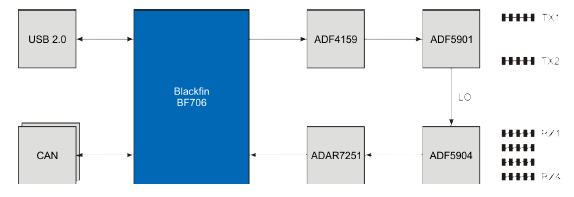 USB 2.0
ADF4159
ADF5901
TX1
TX2
Blackfin
BF706
LO
CAN
ADAR7251
ADF5904
RX1
RX4